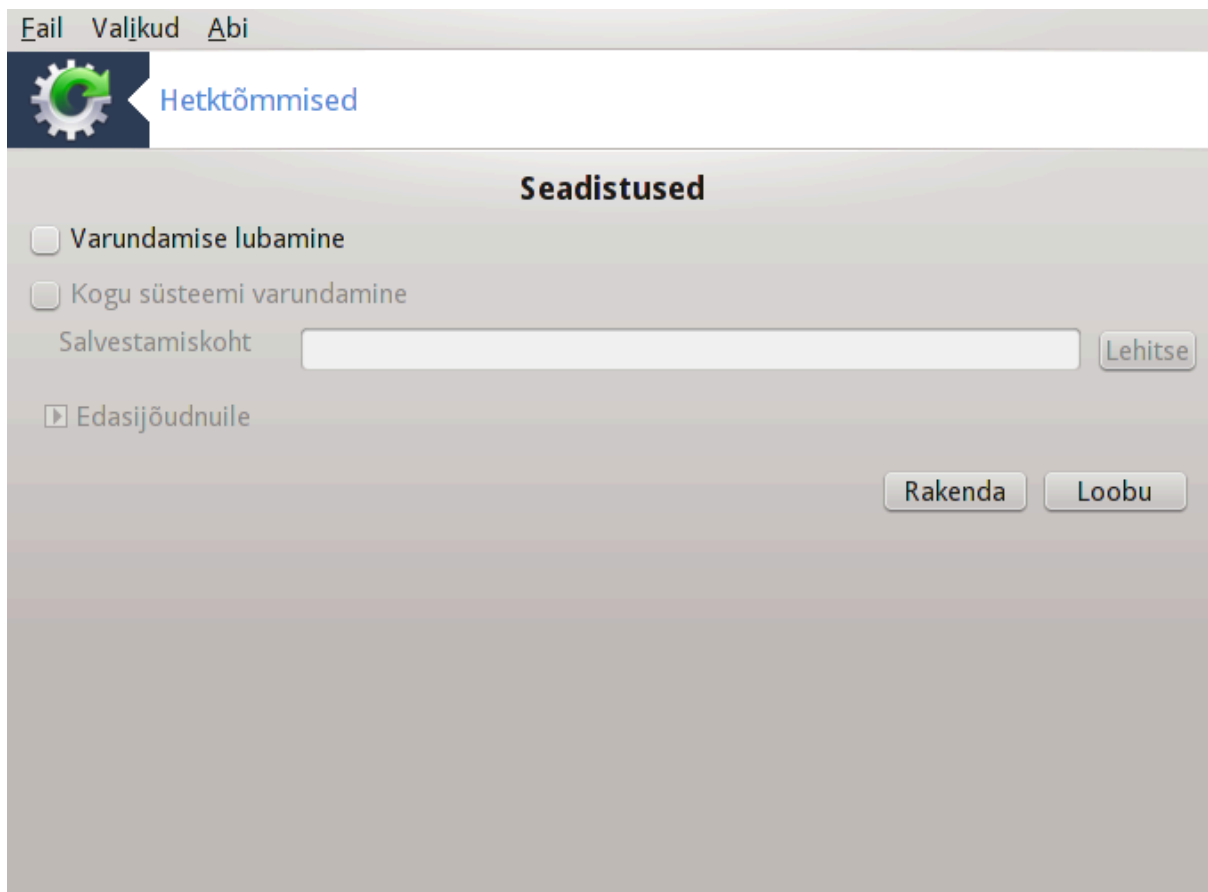 Fail Valikud Abi
Hetktõmmised
Seadistused
Varundamise lubamine
Kogu süsteemi varundamine
Salvestamiskoht Lehitse
Edasijõudnuile
Rakenda Loobu